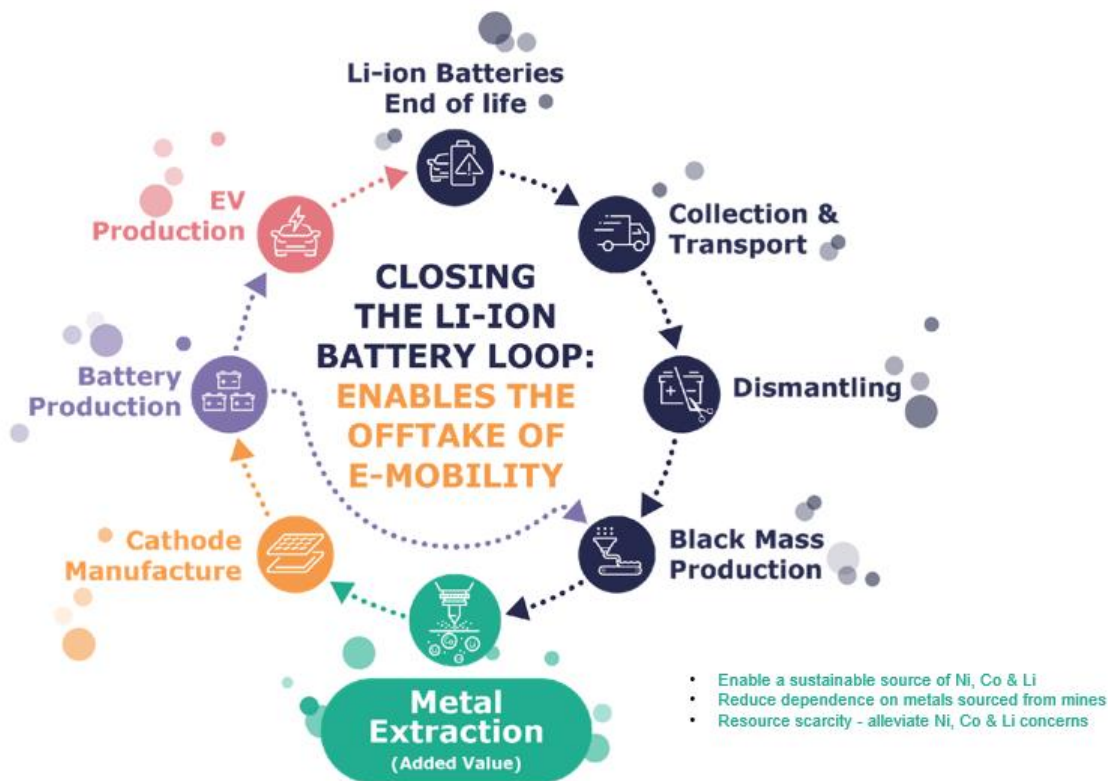 Li-ion Batteries
End of life
Collection &
Transport
Dismantling
Black Mass
Production
Metal
Extraction
(Added Value)
Cathode
Manufacture
Battery
Production
EV
Production
CLOSING
THE LI-ION
BATTERY LOOP:
ENABLES THE
OFFTAKE OF
E-MOBILITY
• Enable a sustainable source of Ni, Co & Li
• Reduce dependence on metals sourced from mines
• Resource scarcity - alleviate Ni, Co & Li concerns